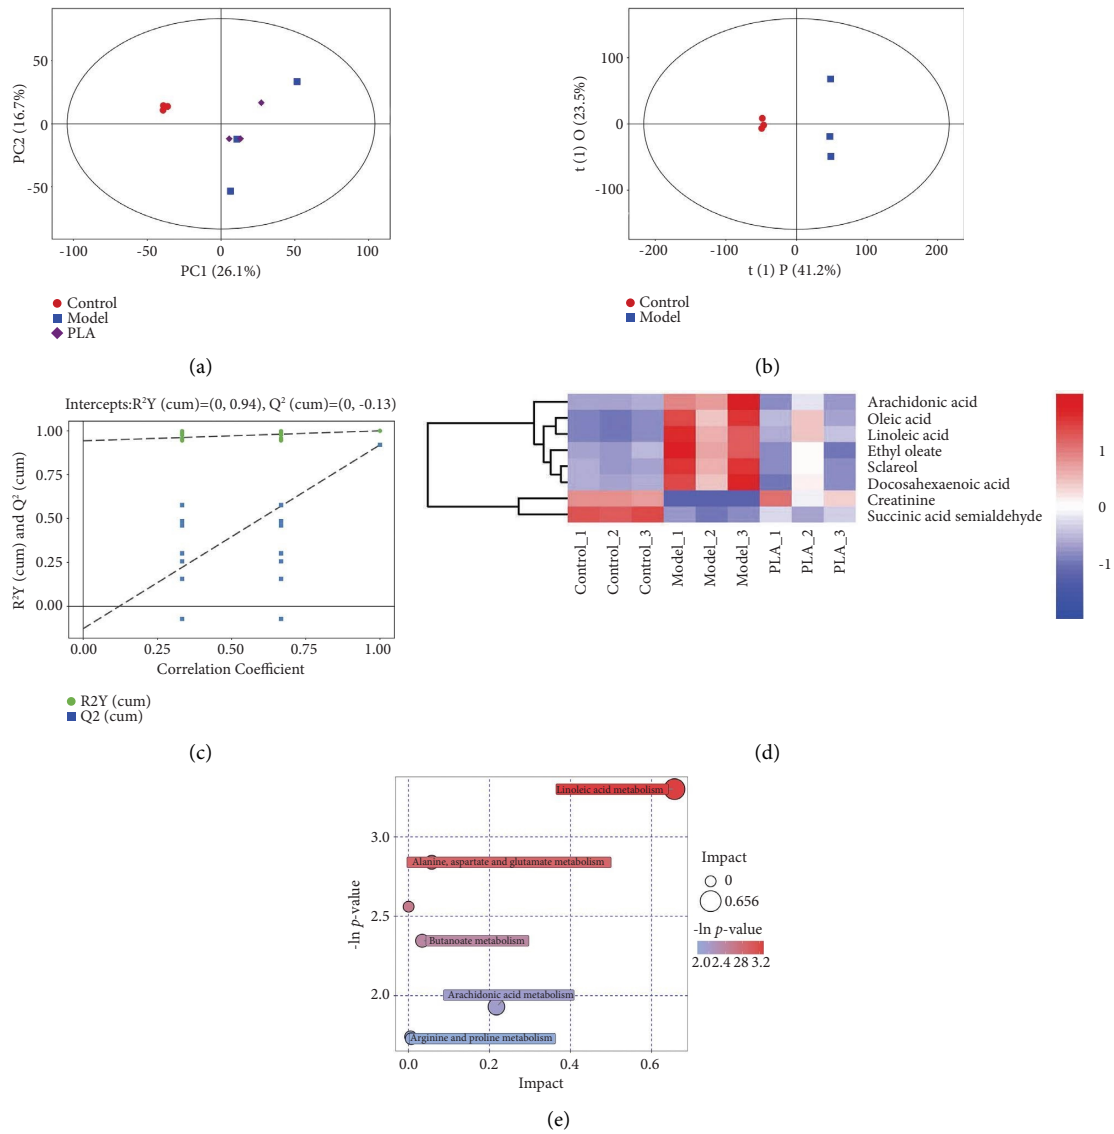 PC2 (16.7%)
50
0
-50
-100
-50
0
50
100
PC1 (26.1%)
Control
Model
PLA
(a)
t (1) O (23.5%)
100
0
-100
-200
-100
0
100
200
t (1) P (41.2%)
Control
Model
(b)
Intercepts:R²Y (cum)=(0, 0.94), Q² (cum)=(0, -0.13)
R²Y (cum) and Q² (cum)
1.00
0.75
0.50
0.25
0.00
0.00
0.25
0.50
0.75
1.00
Correlation Coefficient
R2Y (cum)
Q2 (cum)
(c)
Arachidonic acid
Oleic acid
Linoleic acid
Ethyl oleate
Sclareol
Docosahexaenoic acid
Creatinine
Succinic acid semialdehyde
Control_1
Control_2
Control_3
Model_1
Model_2
Model_3
PLA_1
PLA_2
PLA_3
1
0
-1
(d)
-ln p-value
3.0
2.5
2.0
Linoleic acid metabolism
Alanine, aspartate and glutamate metabolism
Butanoate metabolism
Arachidonic acid metabolism
Arginine and proline metabolism
0.0
0.2
0.4
0.6
Impact
Impact
0
0.656
-ln p-value
2.0 2.4 28 3.2
(e)